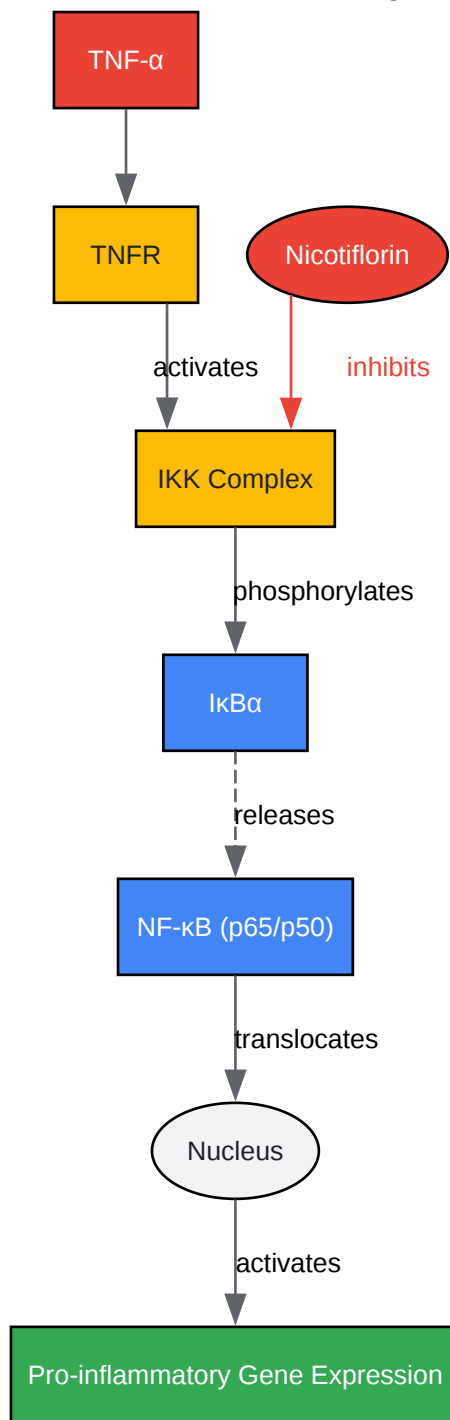 TNF-α
TNFR
Nicotiflorin
activates
inhibits
IKK Complex
phosphorylates
IκBα
releases
NF-κB (p65/p50)
translocates
Nucleus
activates
Pro-inflammatory Gene Expression